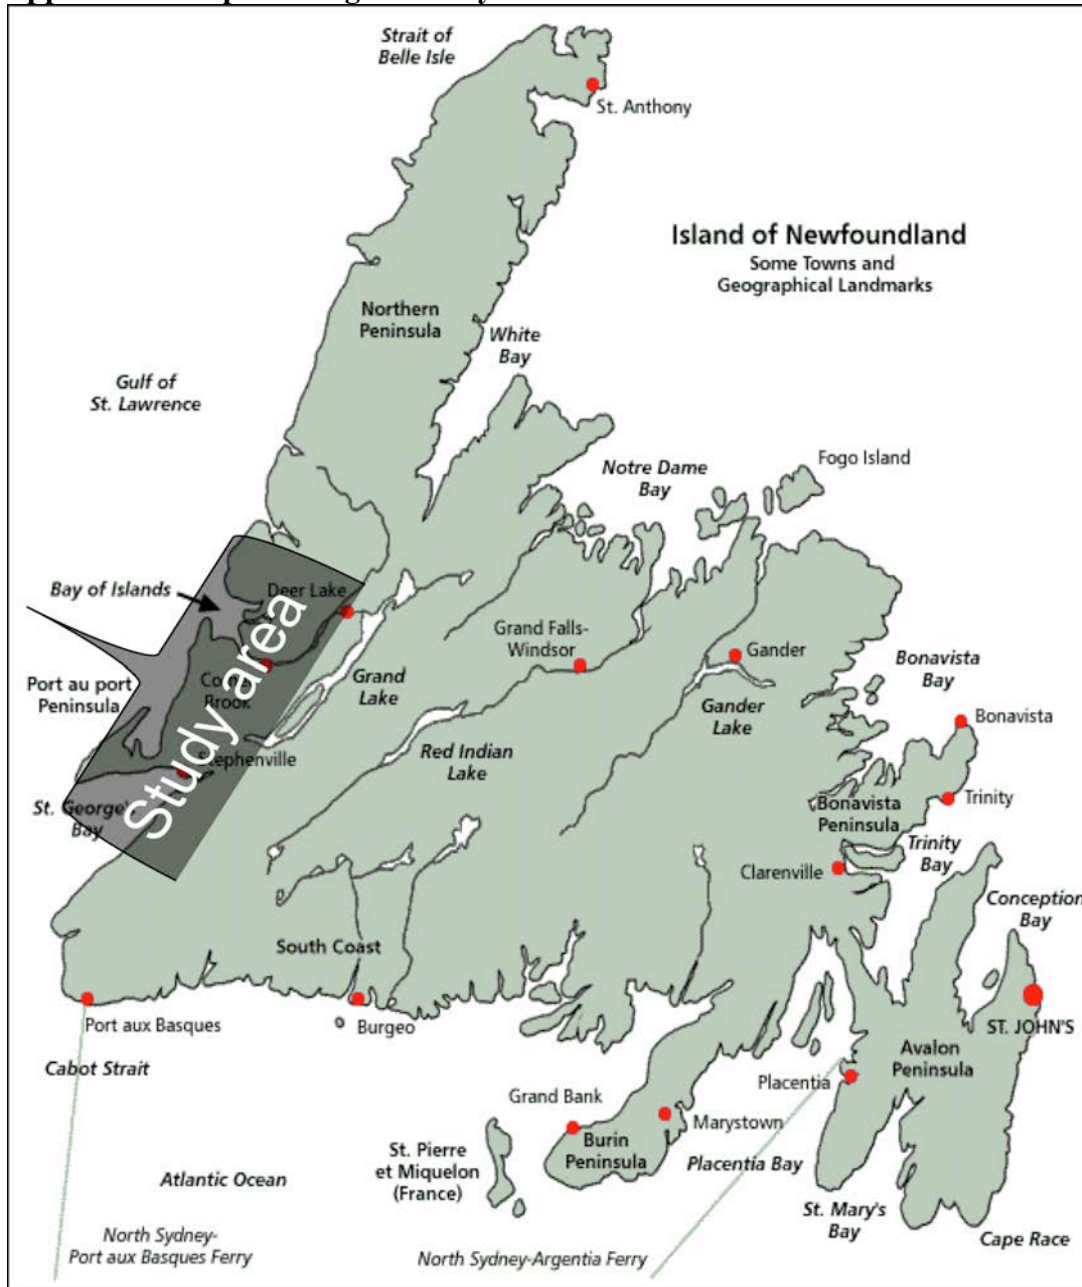 Strait of
Belle Isle
St. Anthony
Island of Newfoundland
Some Towns and
Geographical Landmarks
Northern
Peninsula
White
Bay
Gulf of
St. Lawrence
Fogo Island
Notre Dame
Bay
Bay of Islands
Deer Lake
Grand Falls-
Windsor
Gander
Bonavista
Bay
Port au port
Peninsula
Brook
Study area
Grand
Lake
Gander
Lake
Bonavista
Red Indian
Lake
Stephenville
St. George's
Bay
Trinity
Bonavista
Peninsula
Trinity
Bay
Clarenville
Conception
Bay
South Coast
Port aux Basques
Burgeo
ST. JOHN'S
Cabot Strait
Avalon
Peninsula
Placentia
Grand Bank
Marystown
Burin
Peninsula
St. Pierre
et Miquelon
(France)
Placentia Bay
Atlantic Ocean
St. Mary's
Bay
Cape Race
North Sydney-
Port aux Basques Ferry
North Sydney-Argentia Ferry